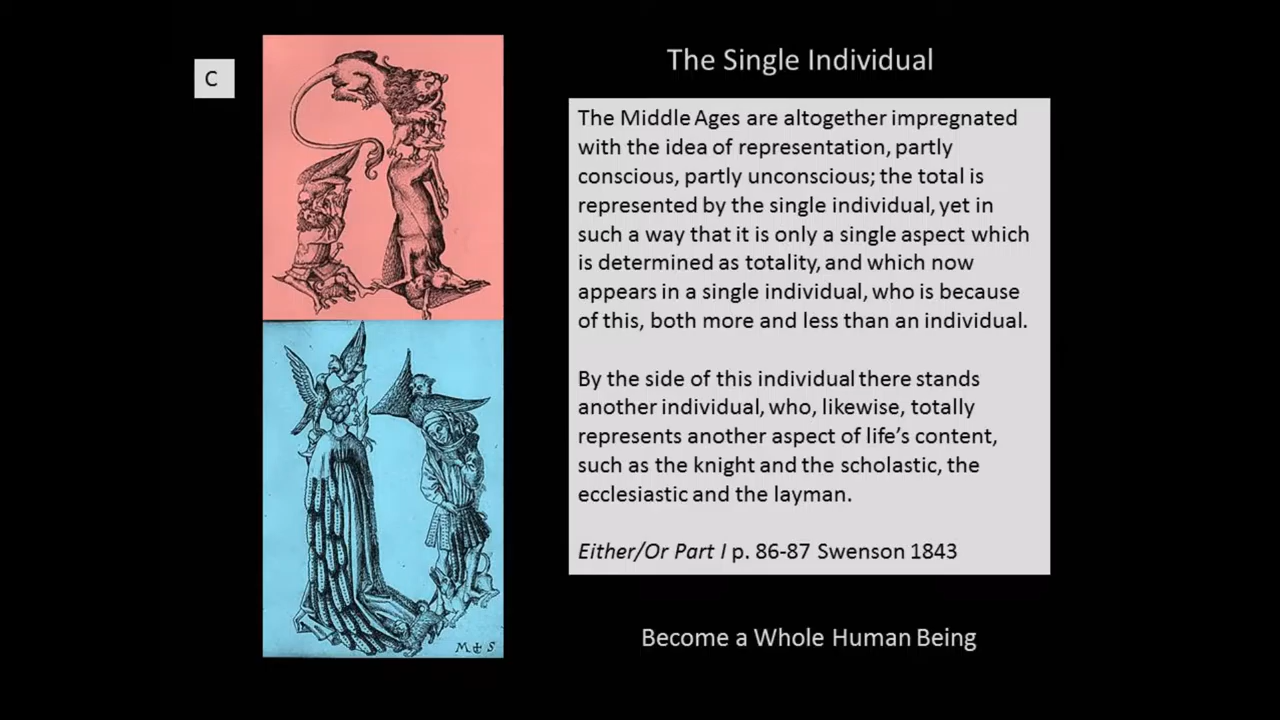 C
The Single Individual
The Middle Ages are altogether impregnated
with the idea of representation, partly
conscious, partly unconscious; the total is
represented by the single individual, yet in
such a way that it is only a single aspect which
is determined as totality, and which now
appears in a single individual, who is because
of this, both more and less than an individual.
By the side of this individual there stands
another individual, who, likewise, totally
represents another aspect of life's content,
such as the knight and the scholastic, the
ecclesiastic and the layman.
Either/Or Part I p. 86-87 Swenson 1843
M S
Become a Whole Human Being